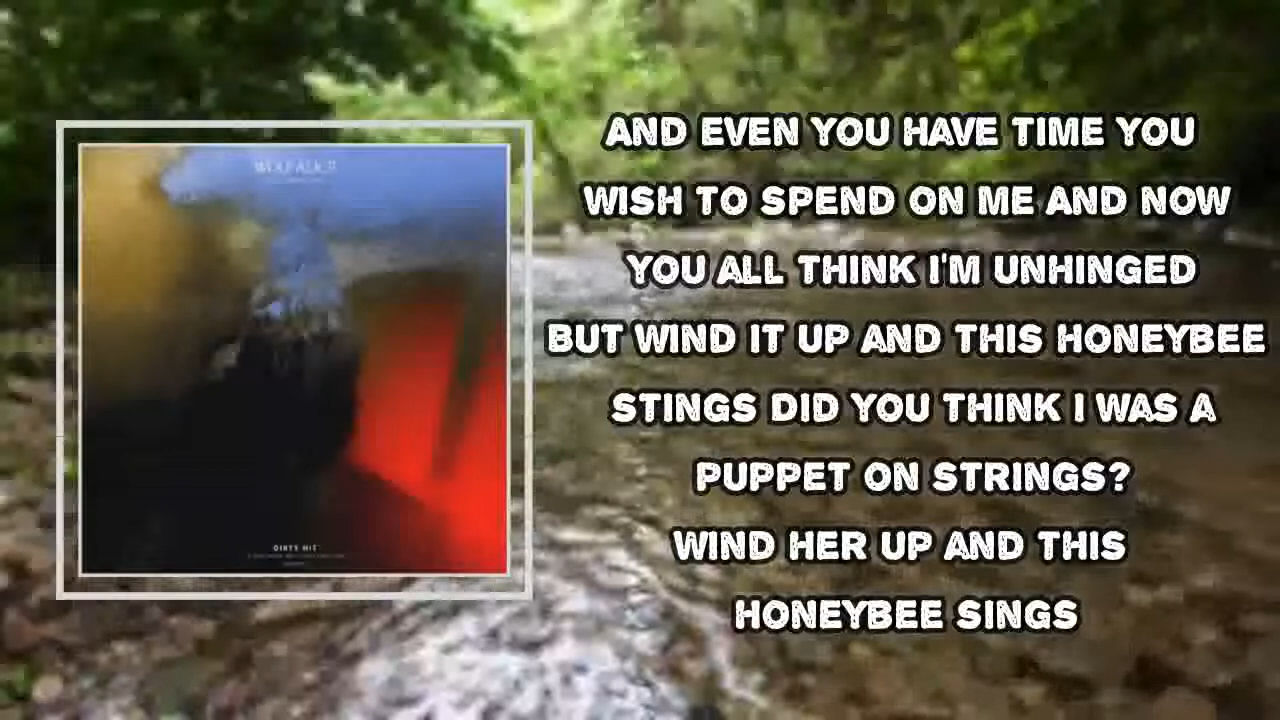 AND EVEN YOU HAVE TIME YOU
WISH TO SPEND ON ME AND NOW
YOU ALL THINK I'M UNHINGED
BUT WIND IT UP AND THIS HONEYBEE
STINGS DID YOU THINK I WAS A
PUPPET ON STRINGS?
WIND HER UP AND THIS
HONEYBEE SINGS
DIRTY HIT